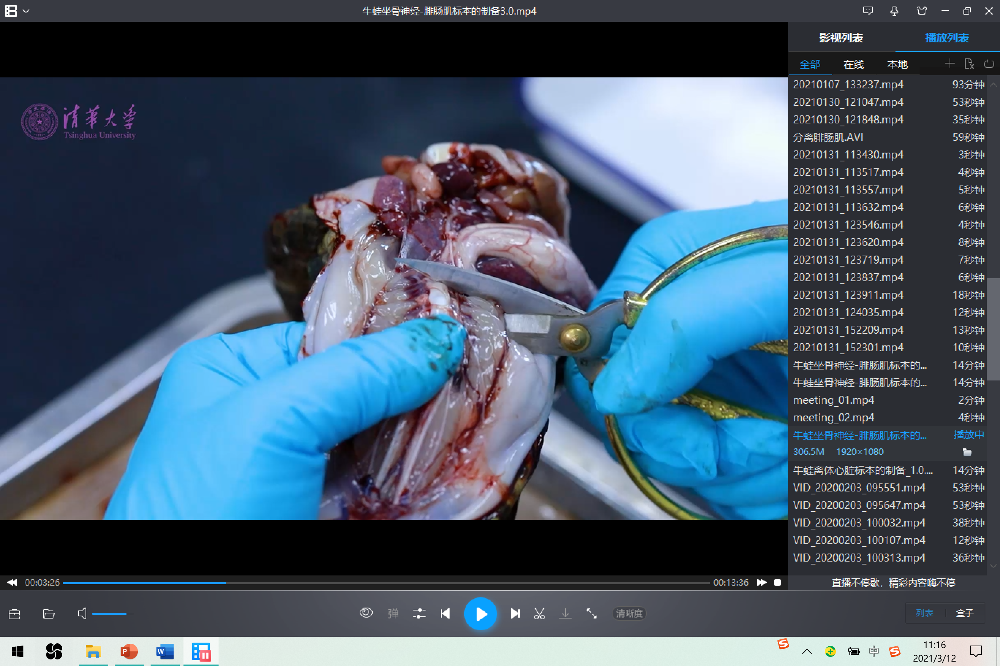 牛蛙坐骨神经-腓肠肌标本的制备3.0.mp4
影视列表 播放列表
全部 在线 本地
清華大学
Tsinghua University
20210107_133237.mp4 93分钟
20210130_121047.mp4 53秒钟
20210130_121848.mp4 35秒钟
分离腓肠肌.AVI 59秒钟
20210131_113430.mp4 3秒钟
20210131_113517.mp4 4秒钟
20210131_113557.mp4 5秒钟
20210131_113632.mp4 6秒钟
20210131_123546.mp4 4秒钟
20210131_123620.mp4 8秒钟
20210131_123719.mp4 7秒钟
20210131_123837.mp4 6秒钟
20210131_123911.mp4 18秒钟
20210131_124035.mp4 12秒钟
20210131_152209.mp4 13秒钟
20210131_152301.mp4 10秒钟
牛蛙坐骨神经-腓肠肌标本的... 14分钟
牛蛙坐骨神经-腓肠肌标本的... 14分钟
meeting_01.mp4 2分钟
meeting_02.mp4 4秒钟
牛蛙坐骨神经-腓肠肌标本的... 播放中
306.5M 1920×1080
牛蛙离体心脏标本的制备_1.0.... 14分钟
VID_20200203_095551.mp4 53秒钟
VID_20200203_095647.mp4 53秒钟
VID_20200203_100032.mp4 38秒钟
VID_20200203_100107.mp4 12秒钟
VID_20200203_100313.mp4 36秒钟
00:03:26 00:13:36
直播不停歇，精彩内容嗨不停
弹 清晰度
列表 盒子
P W S 中 S
11:16
2021/3/12